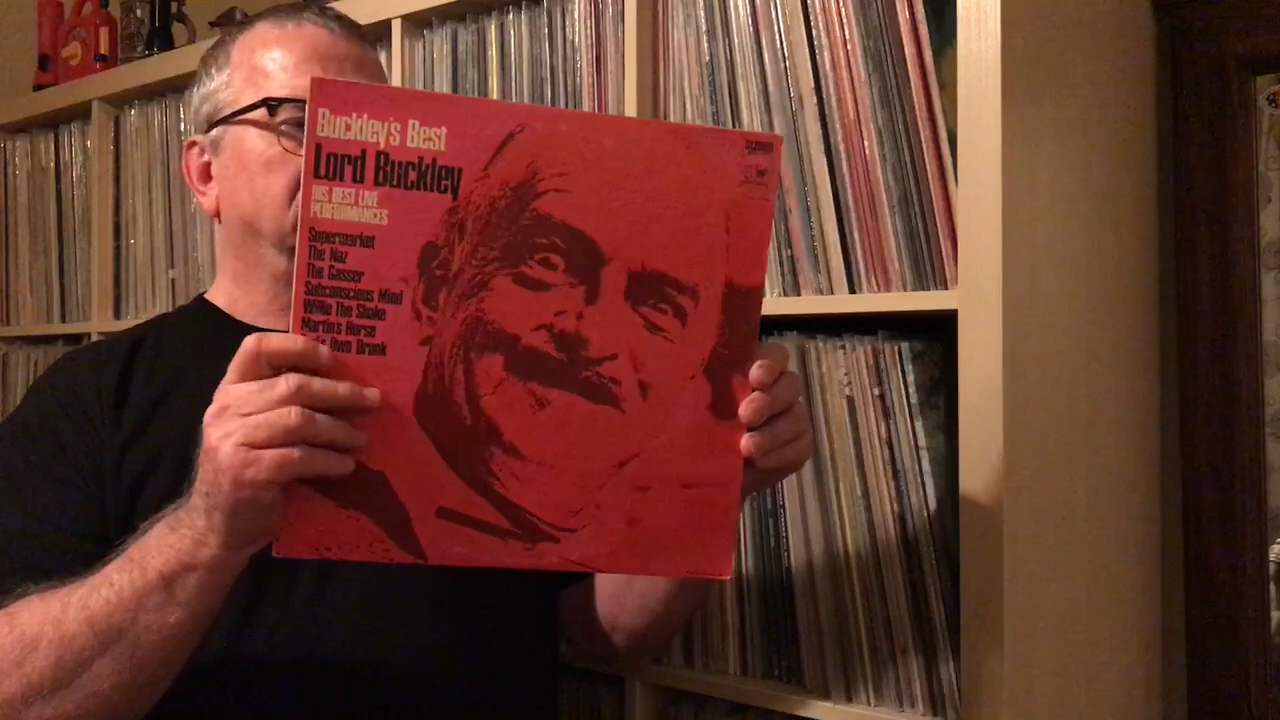 Buckley's Best
Lord Buckley
HIS BEST LIVE
PERFORMANCES
Supermarket
The Naz
The Gasser
Subconscious Mind
Willie The Shake
Martin's Horse
Own Drunk